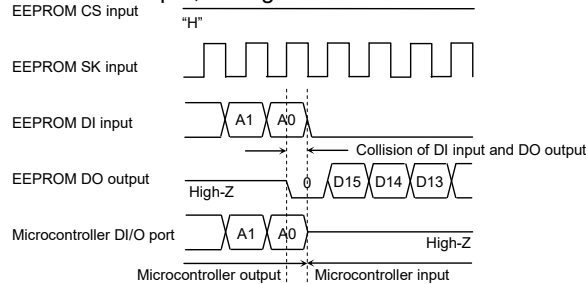 EEPROM CS input
"H"
EEPROM SK input
EEPROM DI input
A1
A0
Collision of DI input and DO output
EEPROM DO output
High-Z
0
D15
D14
D13
Microcontroller DI/O port
A1
A0
High-Z
Microcontroller output
Microcontroller input